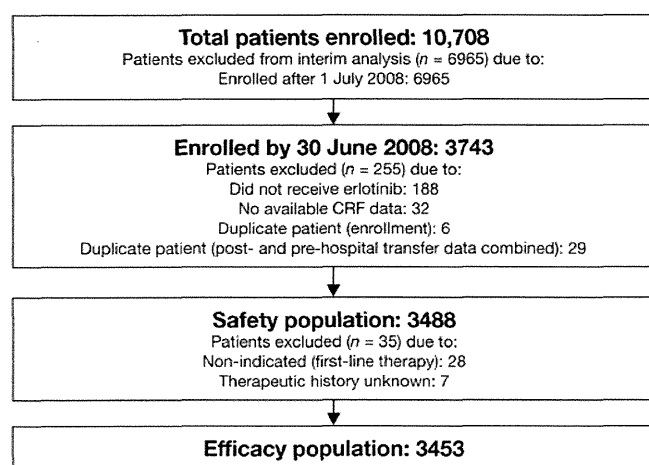 Total patients enrolled: 10,708
Patients excluded from interim analysis (n = 6965) due to:
Enrolled after 1 July 2008: 6965
Enrolled by 30 June 2008: 3743
Patients excluded (n = 255) due to:
Did not receive erlotinib: 188
No available CRF data: 32
Duplicate patient (enrollment): 6
Duplicate patient (post- and pre-hospital transfer data combined): 29
Safety population: 3488
Patients excluded (n = 35) due to:
Non-indicated (first-line therapy): 28
Therapeutic history unknown: 7
Efficacy population: 3453